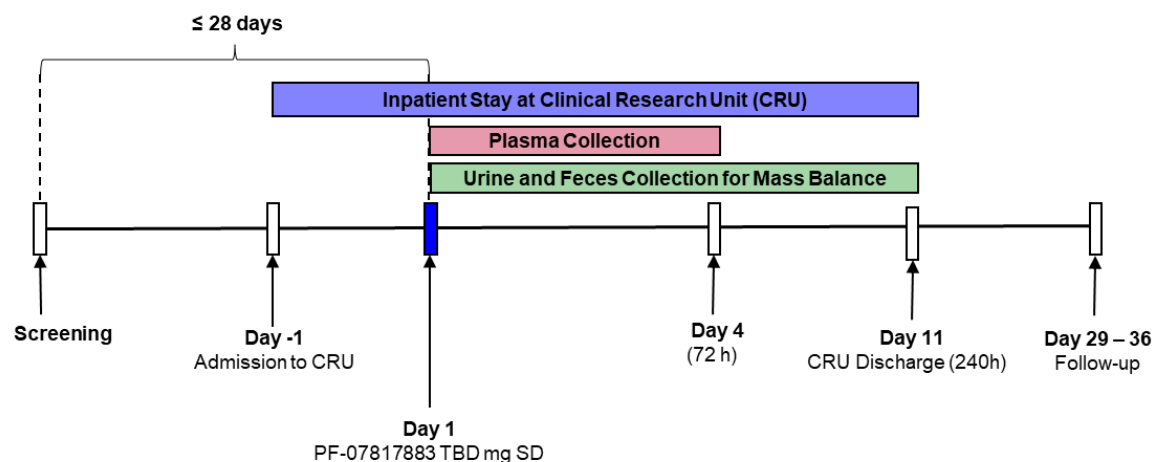 ≤ 28 days
Inpatient Stay at Clinical Research Unit (CRU)
Plasma Collection
Urine and Feces Collection for Mass Balance
Screening
Day -1
Admission to CRU
Day 1
PF-07817883 TBD mg SD
Day 4
(72 h)
Day 11
CRU Discharge (240h)
Day 29 – 36
Follow-up